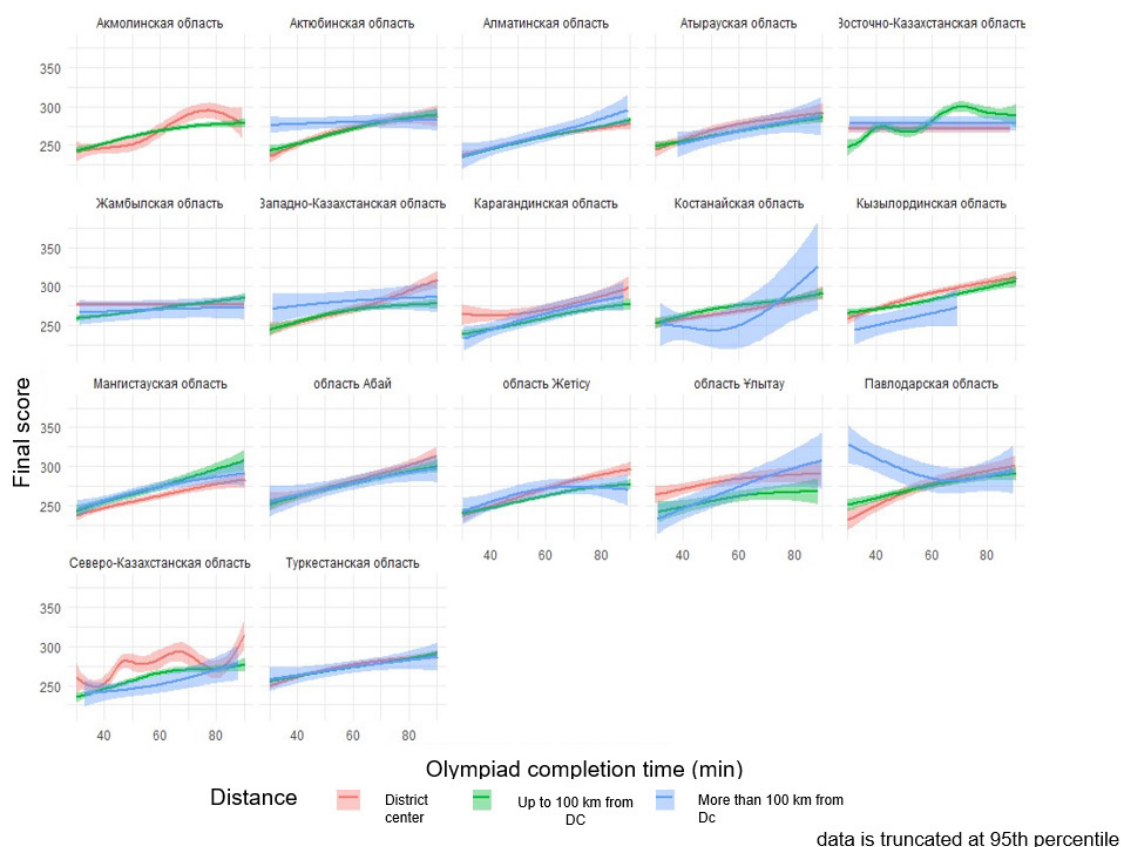 Акмолинская область
Актюбинская область
Алматинская область
Атырауская область
Восточно-Казахстанская область
350
300
250
Жамбылская область
Западно-Казахстанская область
Карагандинская область
Костанайская область
Кызылординская область
350
300
250
Мангистауская область
область Абай
область Жетісу
область Ұлытау
Павлодарская область
350
300
250
40 60 80
40 60 80
40 60 80
Северо-Казахстанская область
Туркестанская область
350
300
250
40 60 80
40 60 80
Final score
Olympiad completion time (min)
Distance
District
center
Up to 100 km from
DC
More than 100 km from
Dc
data is truncated at 95th percentile